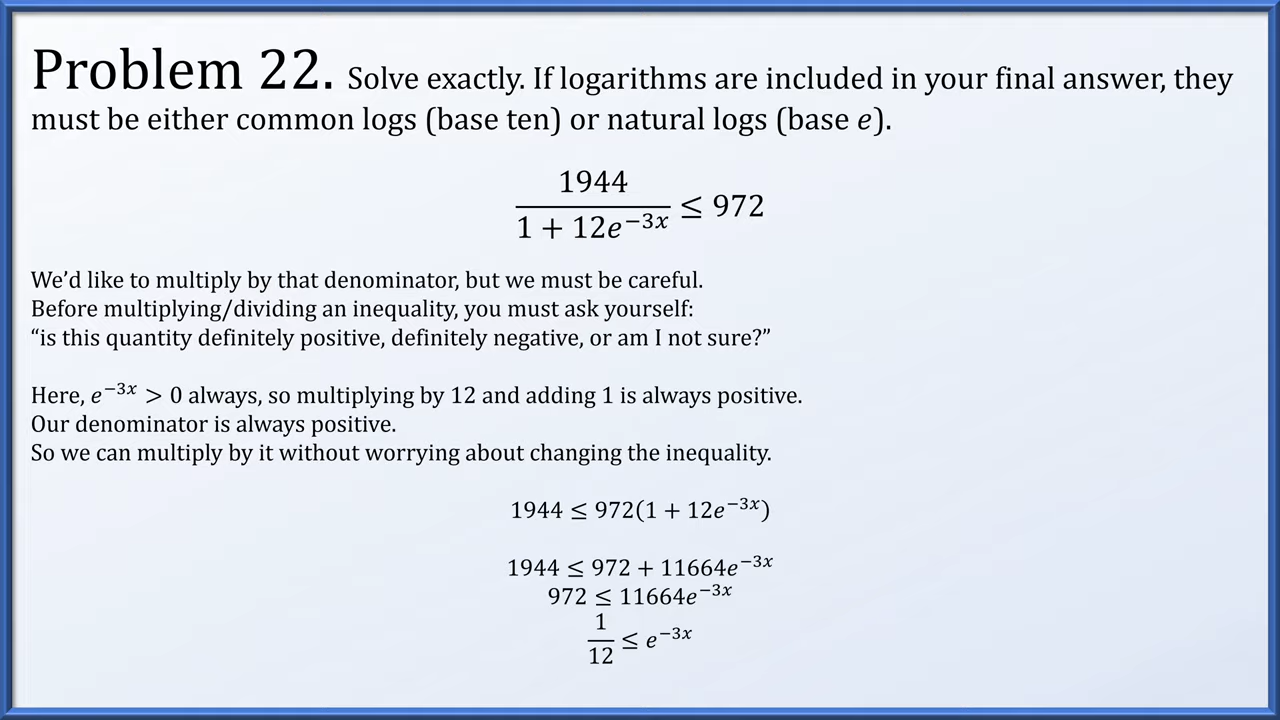 Problem 22. Solve exactly. If logarithms are included in your final answer, they
must be either common logs (base ten) or natural logs (base e).
1944
1 + 12e⁻³ˣ ≤ 972
We’d like to multiply by that denominator, but we must be careful.
Before multiplying/dividing an inequality, you must ask yourself:
“is this quantity definitely positive, definitely negative, or am I not sure?”
Here, e⁻³ˣ > 0 always, so multiplying by 12 and adding 1 is always positive.
Our denominator is always positive.
So we can multiply by it without worrying about changing the inequality.
1944 ≤ 972(1 + 12e⁻³ˣ)
1944 ≤ 972 + 11664e⁻³ˣ
972 ≤ 11664e⁻³ˣ
1
12 ≤ e⁻³ˣ